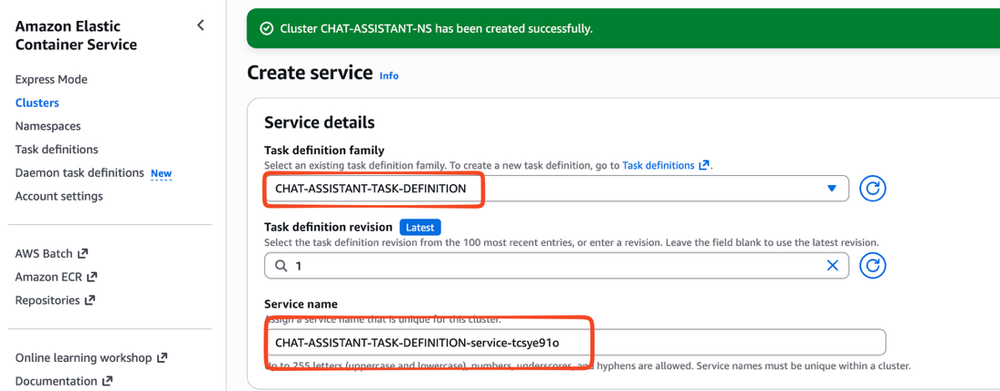 Amazon Elastic
Container Service
Express Mode
Clusters
Namespaces
Task definitions
Daemon task definitions New
Account settings
AWS Batch
Amazon ECR
Repositories
Online learning workshop
Documentation
Cluster CHAT-ASSISTANT-NS has been created successfully.
Create service Info
Service details
Task definition family
Select an existing task definition family. To create a new task definition, go to Task definitions.
CHAT-ASSISTANT-TASK-DEFINITION
Task definition revision Latest
Select the task definition revision from the 100 most recent entries, or enter a revision. Leave the field blank to use the latest revision.
1
Service name
Assign a service name that is unique for this cluster.
CHAT-ASSISTANT-TASK-DEFINITION-service-tcsye91o
Up to 255 letters (uppercase and lowercase), numbers, underscores, and hyphens are allowed. Service names must be unique within a cluster.